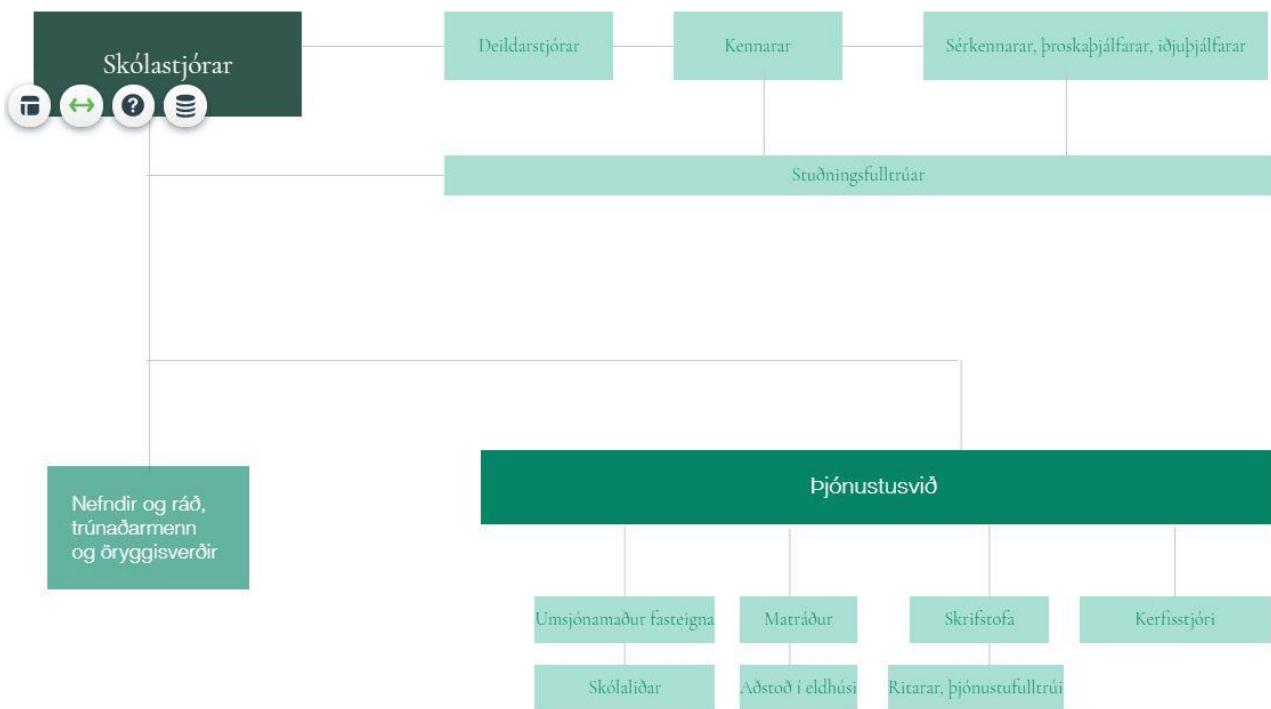 Skólastjórar
Deildarstjórar
Kennarar
Sérkennarar, þroskaþjálfarar, iðjuþjálfarar
Stuðningsfulltrúar
Nefndir og ráð,
trúnaðarmenn
og öryggisverðir
Þjónustusvið
Umsjónamaður fasteigna
Matráður
Skrifstofa
Kerfisstjóri
Skólaliðar
Aðstoð í eldhúsi
Ritarar, þjónustufulltrúi